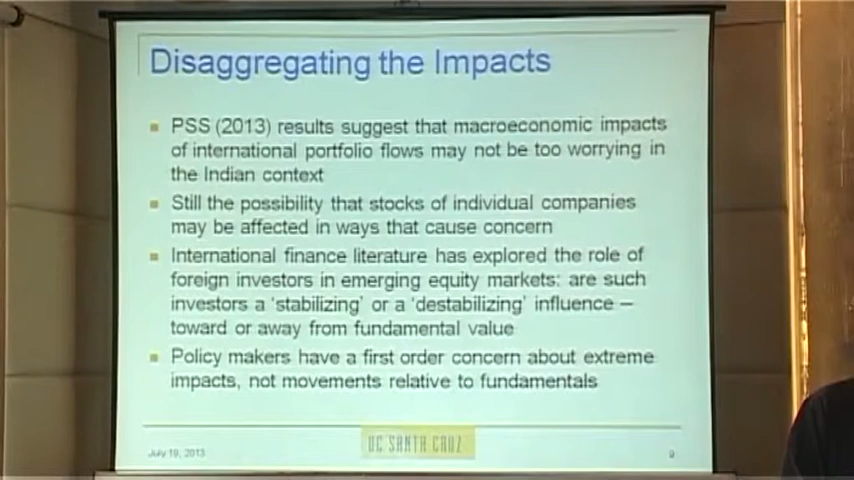 Disaggregating the Impacts
PSS (2013) results suggest that macroeconomic impacts
of international portfolio flows may not be too worrying in
the Indian context
Still the possibility that stocks of individual companies
may be affected in ways that cause concern
International finance literature has explored the role of
foreign investors in emerging equity markets: are such
investors a 'stabilizing' or a 'destabilizing' influence –
toward or away from fundamental value
Policy makers have a first order concern about extreme
impacts, not movements relative to fundamentals
July 19, 2013
UC SANTA CRUZ
9